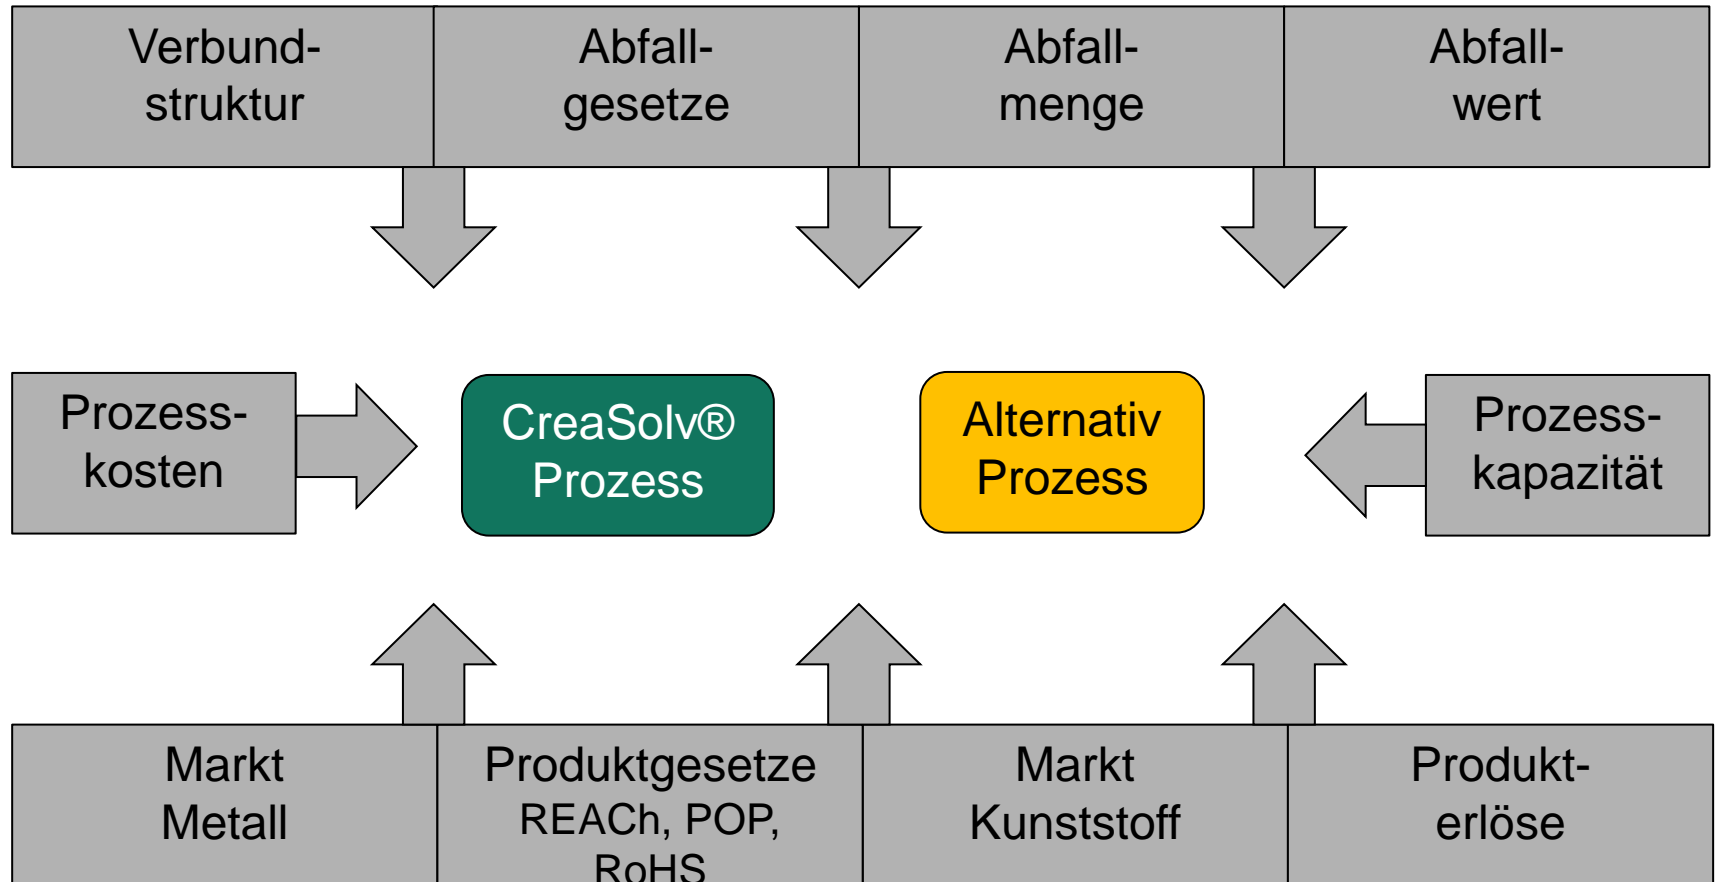 Verbund-
struktur
Abfall-
gesetze
Abfall-
menge
Abfall-
wert
Prozess-
kosten
CreaSolv®
Prozess
Alternativ
Prozess
Prozess-
kapazität
Markt
Metall
Produktgesetze
REACh, POP,
RoHS
Markt
Kunststoff
Produkt-
erlöse